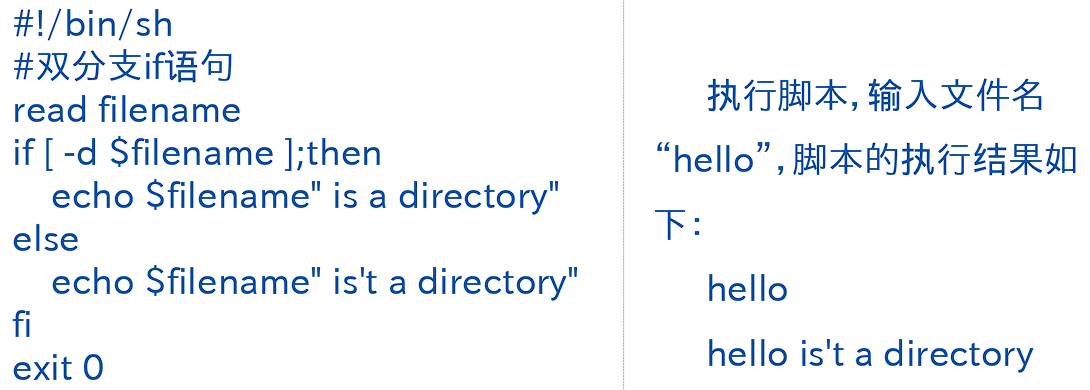 #!/bin/sh
#双分支if语句
read filename
if [ -d $filename ];then
    echo $filename" is a directory"
else
    echo $filename" is't a directory"
fi
exit 0
执行脚本,输入文件名
“hello”,脚本的执行结果如
下：
hello
hello is't a directory